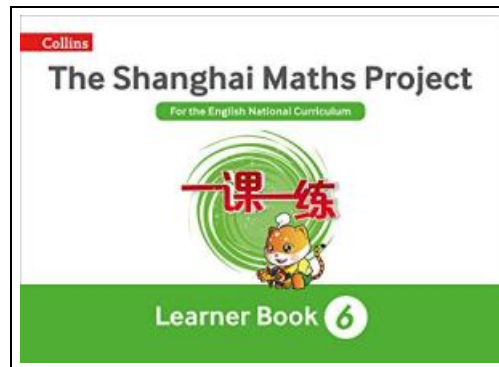 Collins
The Shanghai Maths Project
For the English National Curriculum
一课一练
Learner Book 6